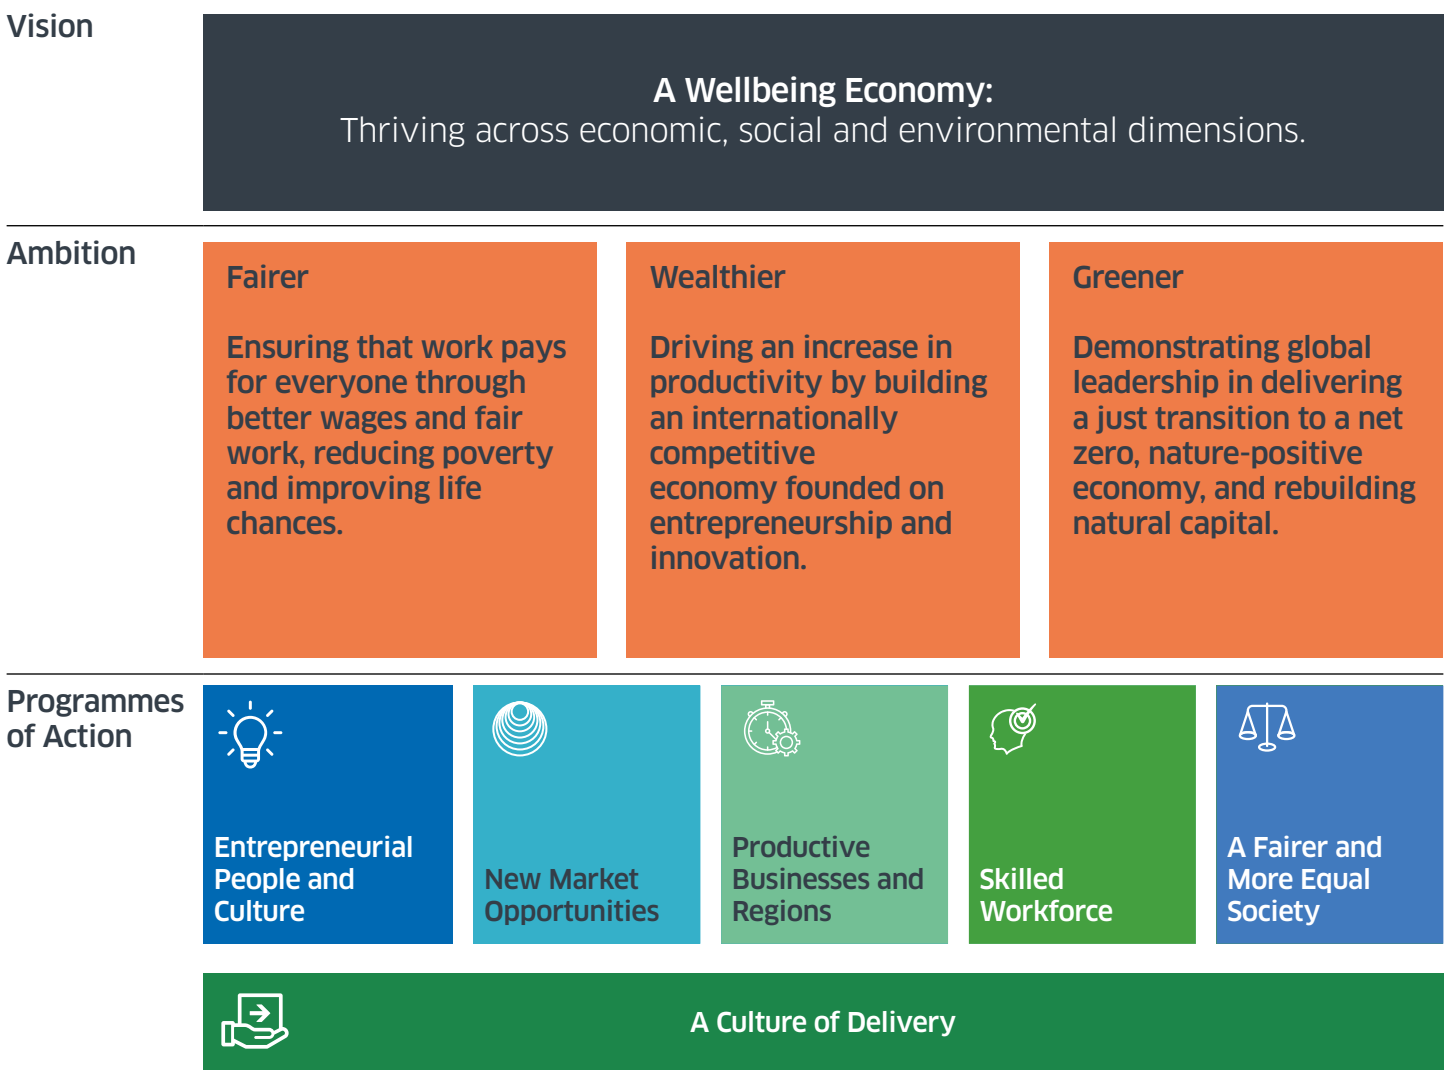 Vision
A Wellbeing Economy:
Thriving across economic, social and environmental dimensions.
Ambition
Fairer
Ensuring that work pays
for everyone through
better wages and fair
work, reducing poverty
and improving life
chances.
Wealthier
Driving an increase in
productivity by building
an internationally
competitive
economy founded on
entrepreneurship and
innovation.
Greener
Demonstrating global
leadership in delivering
a just transition to a net
zero, nature-positive
economy, and rebuilding
natural capital.
Programmes
of Action
Entrepreneurial
People and
Culture
New Market
Opportunities
Productive
Businesses and
Regions
Skilled
Workforce
A Fairer and
More Equal
Society
A Culture of Delivery